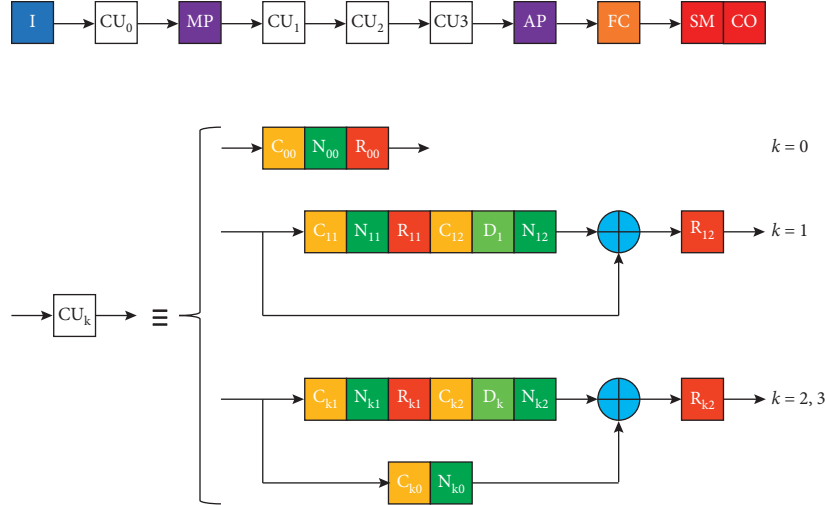 I CU₀ MP CU₁ CU₂ CU3 AP FC SM CO
C₀₀ N₀₀ R₀₀ k = 0
C₁₁ N₁₁ R₁₁ C₁₂ D₁ N₁₂ R₁₂ k = 1
CUₖ ≡
Cₖ₁ Nₖ₁ Rₖ₁ Cₖ₂ Dₖ Nₖ₂ Rₖ₂ k = 2, 3
Cₖ₀ Nₖ₀